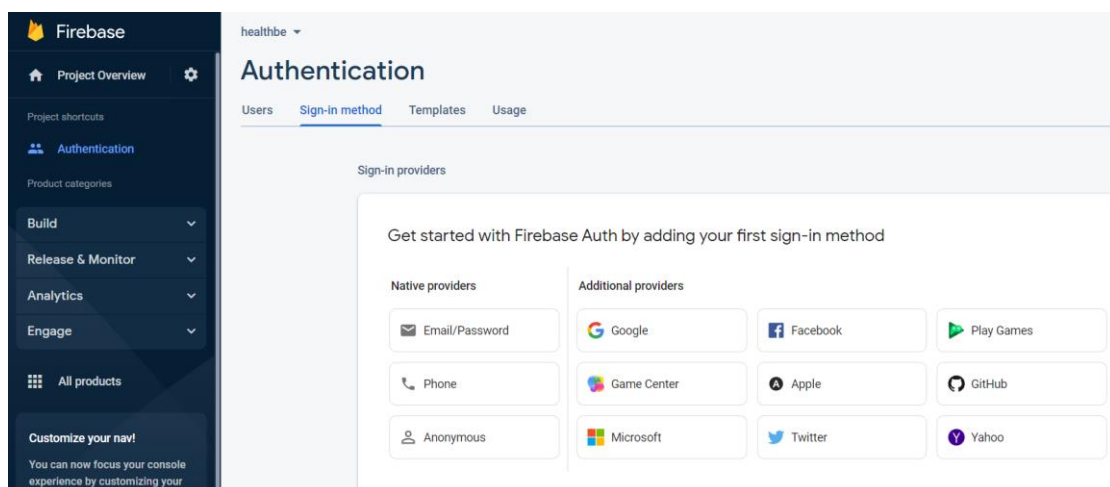 Firebase
Project Overview
Project shortcuts
Authentication
Product categories
Build
Release & Monitor
Analytics
Engage
All products
Customize your nav!
You can now focus your console
experience by customizing your
healthbe
Authentication
Users Sign-in method Templates Usage
Sign-in providers
Get started with Firebase Auth by adding your first sign-in method
Native providers Additional providers
Email/Password Google Facebook Play Games
Phone Game Center Apple GitHub
Anonymous Microsoft Twitter Yahoo